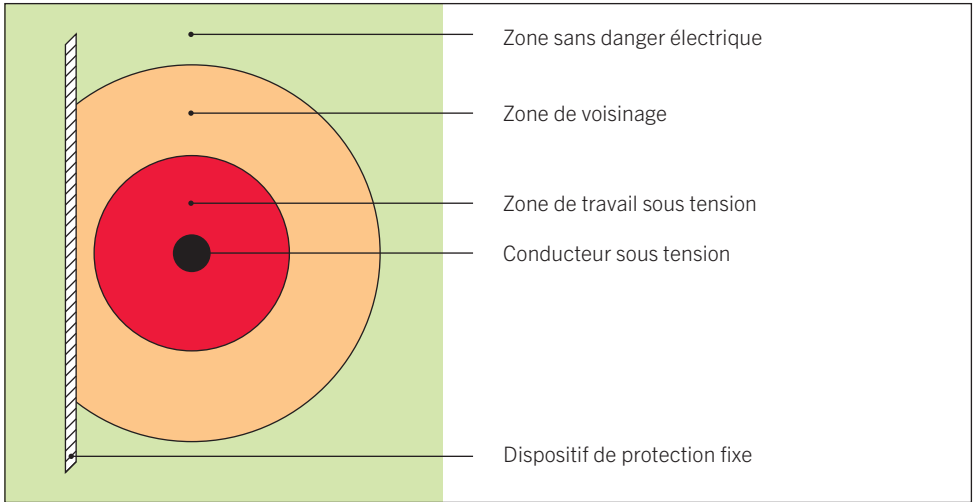 Zone sans danger électrique
Zone de voisinage
Zone de travail sous tension
Conducteur sous tension
Dispositif de protection fixe